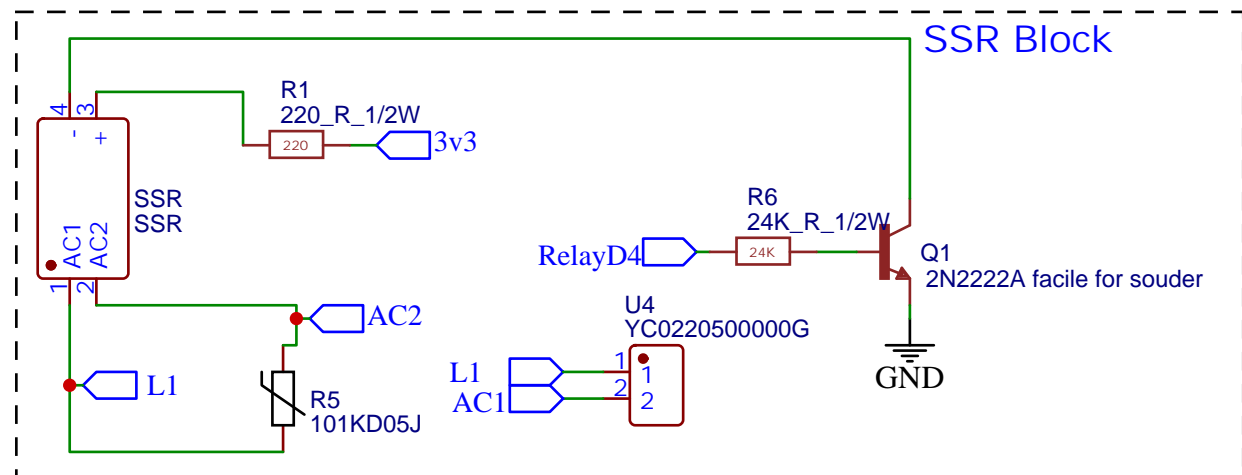 SSR Block
R1
220_R_1/2W
220
3v3
4
3
-
+
SSR
SSR
AC1
AC2
1
2
R6
24K_R_1/2W
24K
RelayD4
Q1
2N2222A facile for souder
AC2
U4
YC0220500000G
L1
R5
101KD05J
L1
AC1
1
2
1
2
GND